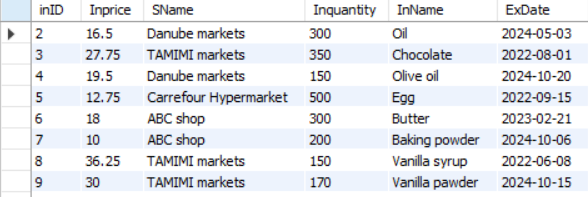 inID Inprice SName Inquantity InName ExDate
2 16.5 Danube markets 300 Oil 2024-05-03
3 27.75 TAMIMI markets 350 Chocolate 2022-08-01
4 19.5 Danube markets 150 Olive oil 2024-10-20
5 12.75 Carrefour Hypermarket 500 Egg 2022-09-15
6 18 ABC shop 300 Butter 2023-02-21
7 10 ABC shop 200 Baking powder 2024-10-06
8 36.25 TAMIMI markets 150 Vanilla syrup 2022-06-08
9 30 TAMIMI markets 170 Vanilla pawder 2024-10-15